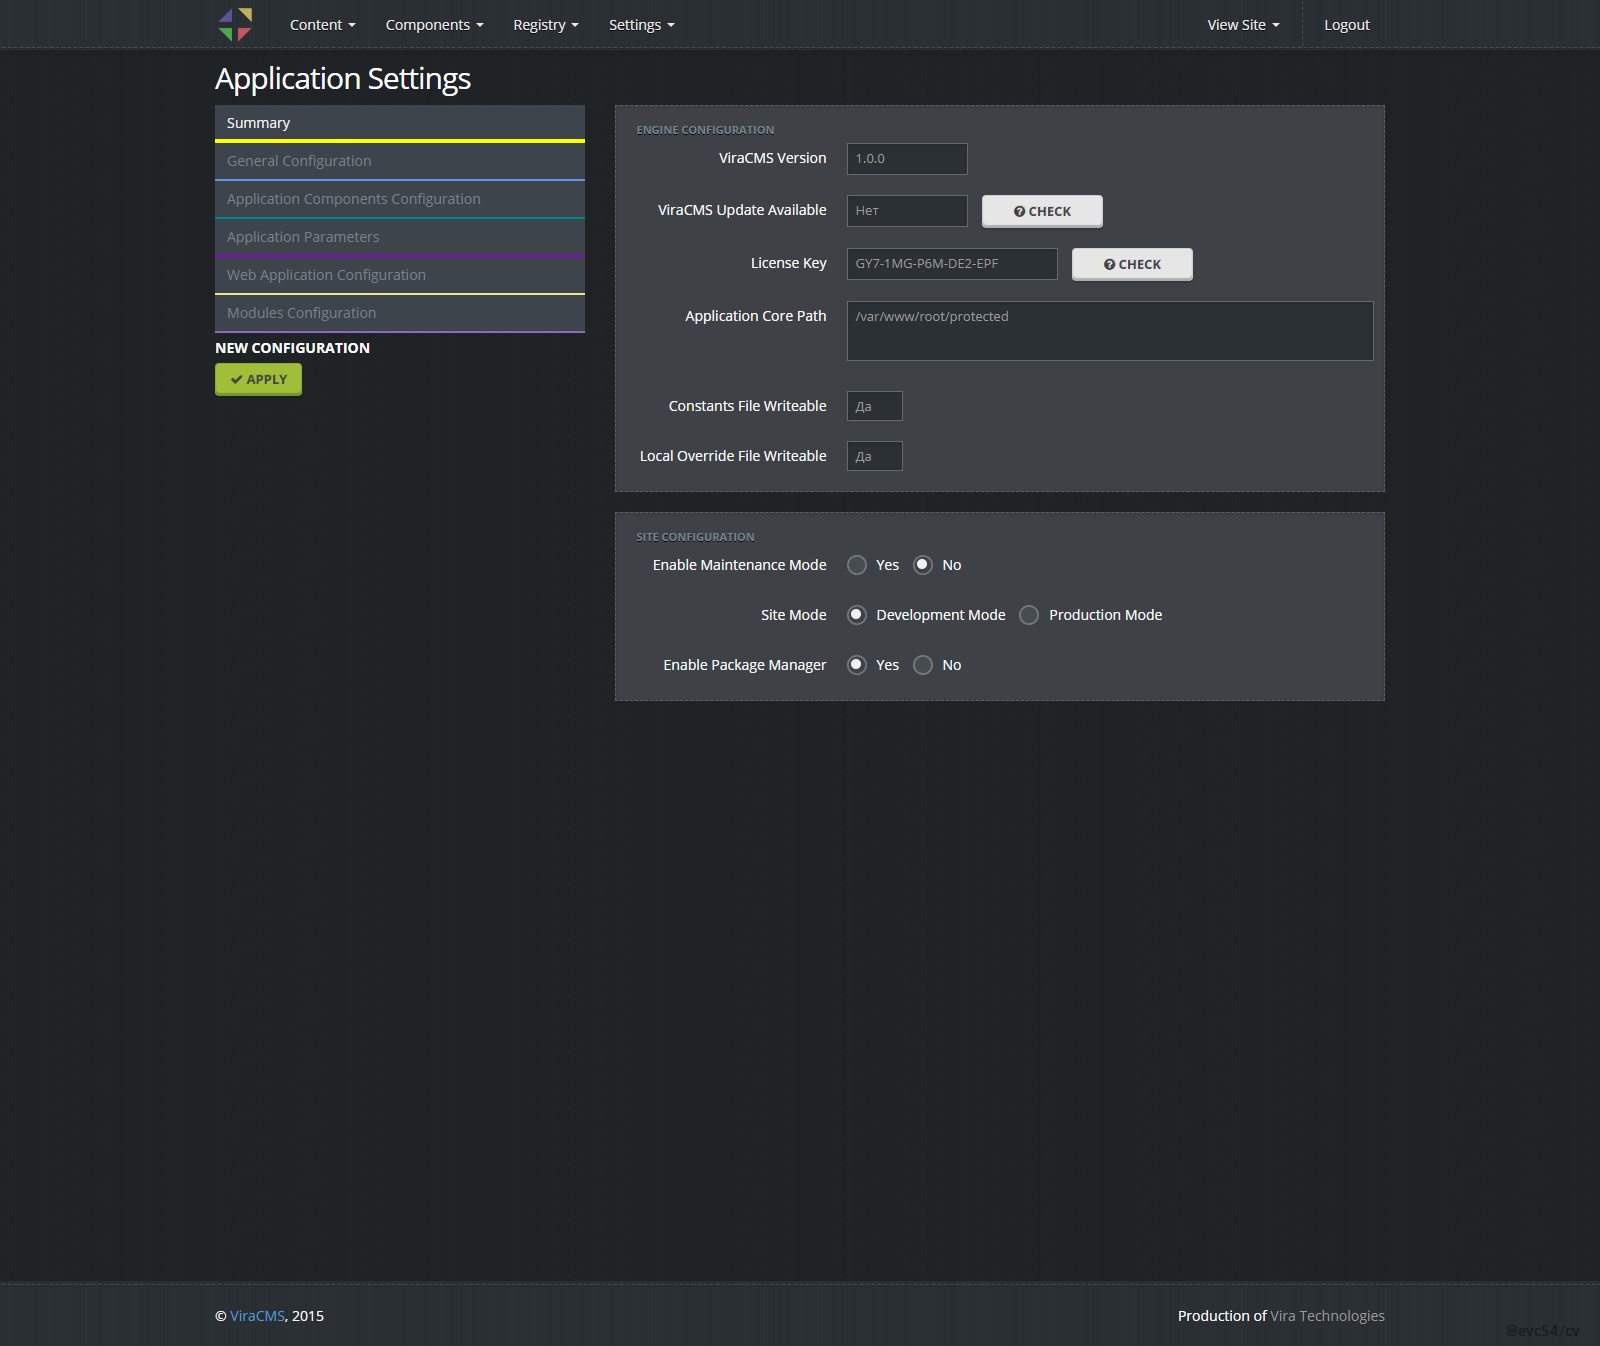 Content Components Registry Settings View Site Logout
Application Settings
Summary
General Configuration
Application Components Configuration
Application Parameters
Web Application Configuration
Modules Configuration
NEW CONFIGURATION
APPLY
ENGINE CONFIGURATION
ViraCMS Version 1.0.0
ViraCMS Update Available Нет CHECK
License Key GY7-1MG-P6M-DE2-EPF CHECK
Application Core Path /var/www/root/protected
Constants File Writeable Да
Local Override File Writeable Да
SITE CONFIGURATION
Enable Maintenance Mode Yes No
Site Mode Development Mode Production Mode
Enable Package Manager Yes No
© ViraCMS, 2015 Production of Vira Technologies
@evc54/cv